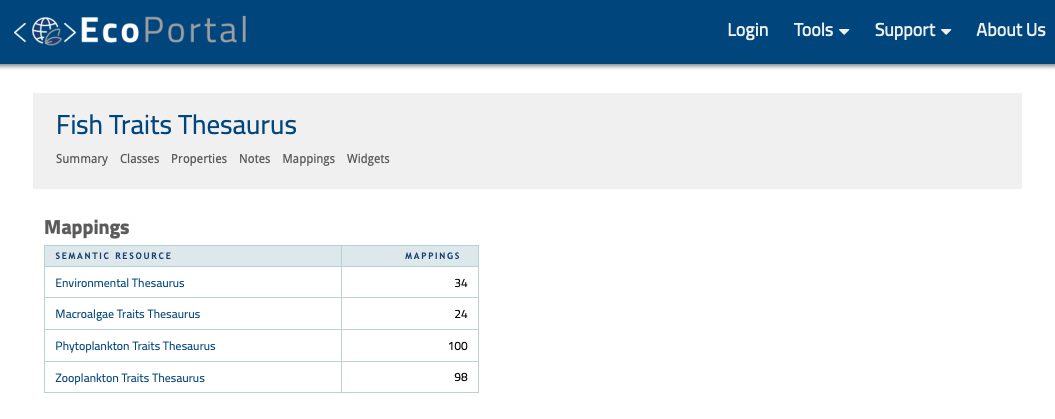 EcoPortal Login Tools Support About Us
Fish Traits Thesaurus
Summary Classes Properties Notes Mappings Widgets
Mappings
SEMANTIC RESOURCE MAPPINGS
Environmental Thesaurus 34
Macroalgae Traits Thesaurus 24
Phytoplankton Traits Thesaurus 100
Zooplankton Traits Thesaurus 98